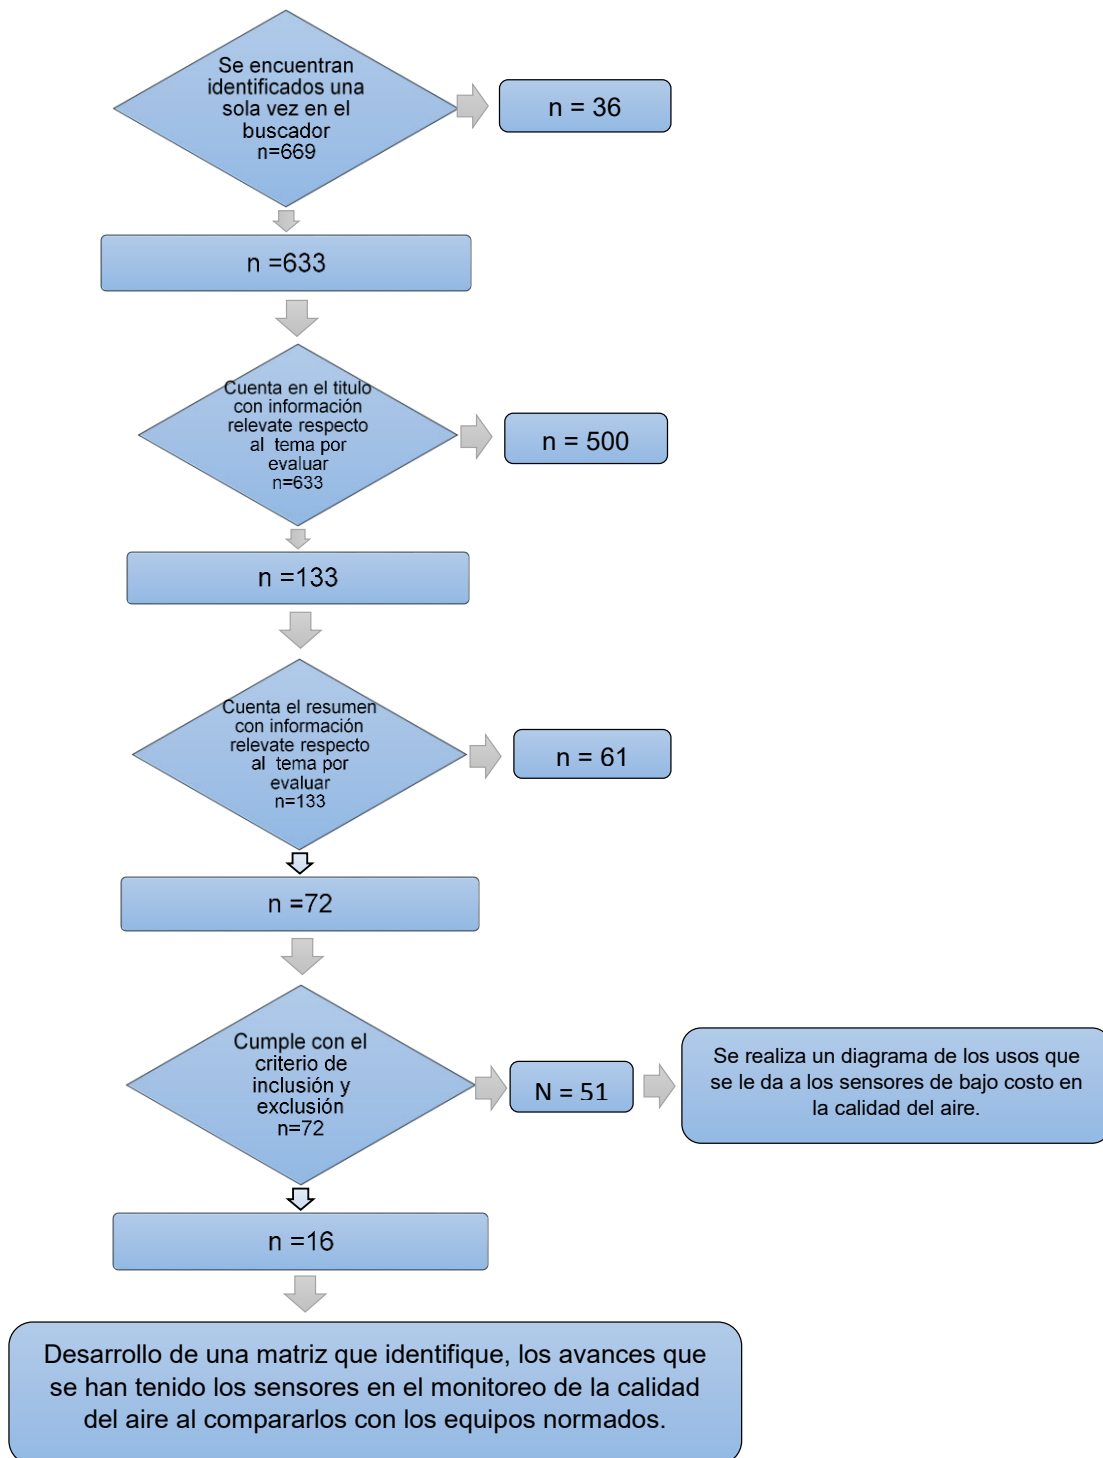 Se encuentran
identificados una
sola vez en el
buscador
n=669
n = 36
n =633
Cuenta en el titulo
con información
relevate respecto
al tema por
evaluar
n=633
n = 500
n =133
Cuenta el resumen
con información
relevate respecto
al tema por
evaluar
n=133
n = 61
n =72
Cumple con el
criterio de
inclusión y
exclusión
n=72
N = 51
Se realiza un diagrama de los usos que
se le da a los sensores de bajo costo en
la calidad del aire.
n =16
Desarrollo de una matriz que identifique, los avances que
se han tenido los sensores en el monitoreo de la calidad
del aire al compararlos con los equipos normados.